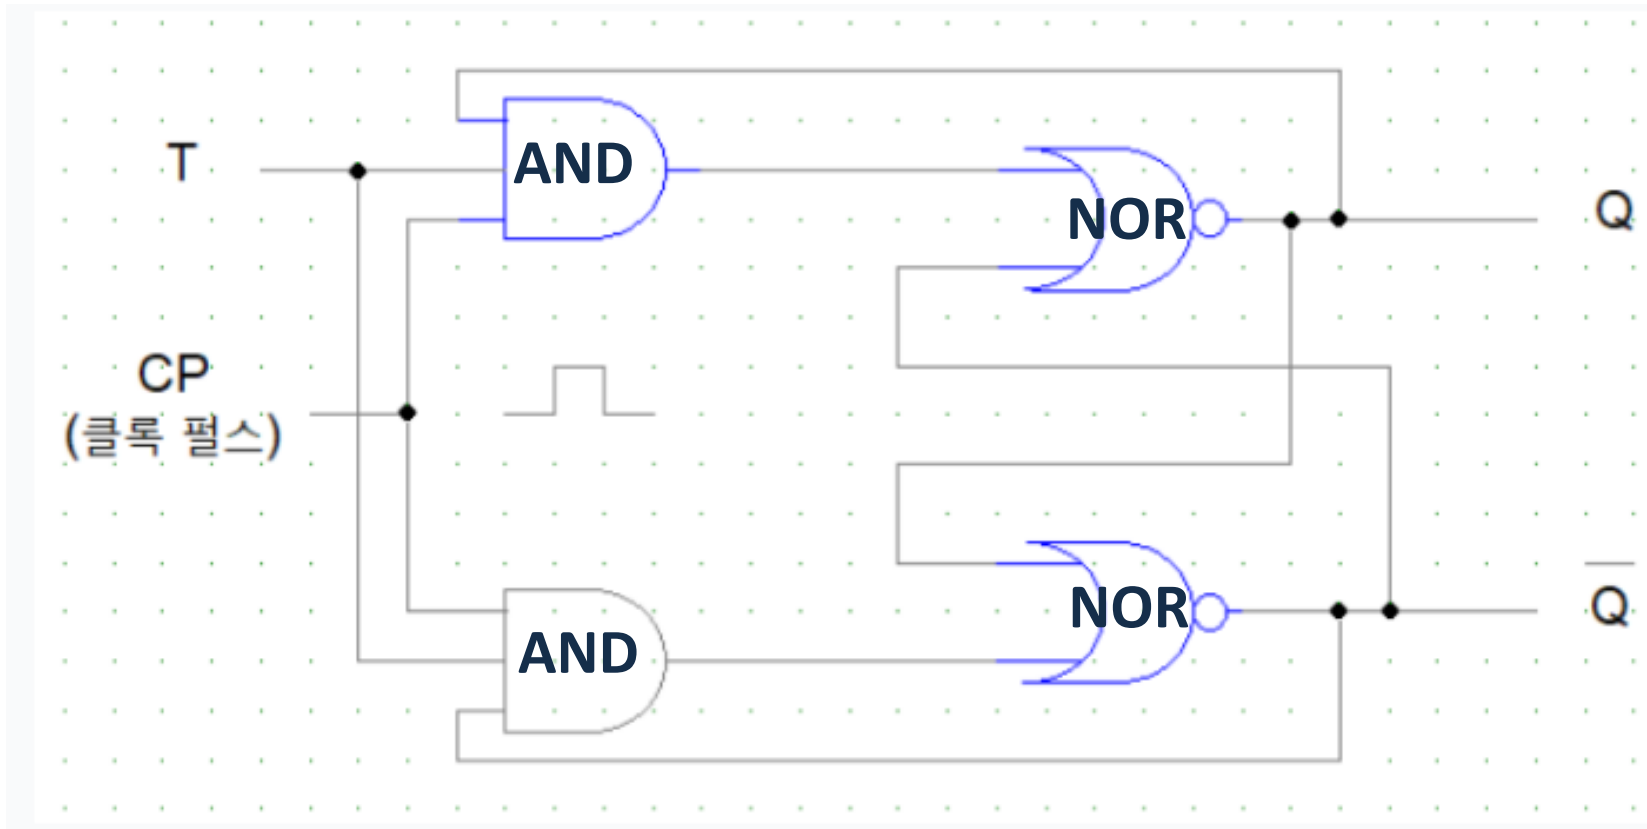 T
AND
NOR
Q
CP
(클록 펄스)
AND
NOR
Q